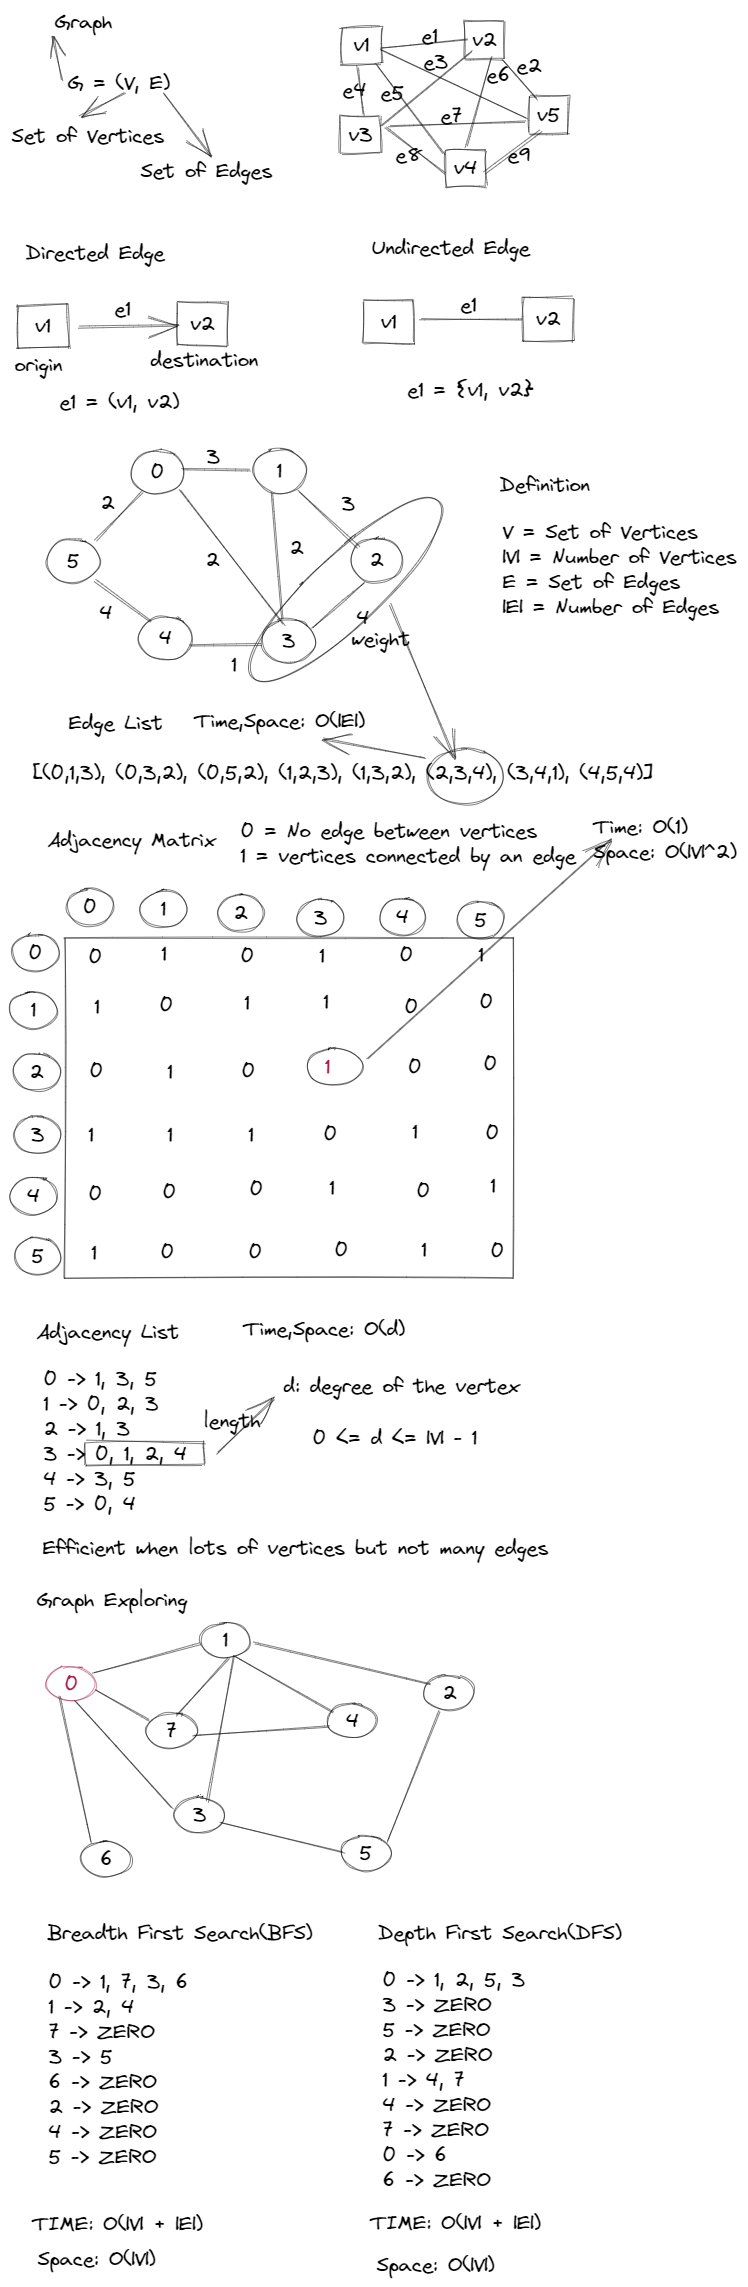 Graph
G = (V, E)
Set of Vertices
Set of Edges
v1
e1
v2
e3
e6
e2
e4
e5
e7
v5
v3
e8
v4
e9
Directed Edge
Undirected Edge
v1
e1
v2
origin
destination
e1 = (v1, v2)
v1
e1
v2
e1 = {v1, v2}
3
0
1
2
3
2
2
5
2
4
4
4
3
1
weight
Definition
V = Set of Vertices
|V| = Number of Vertices
E = Set of Edges
|E| = Number of Edges
Edge List Time,Space: O(|E|)
[(0,1,3), (0,3,2), (0,5,2), (1,2,3), (1,3,2), (2,3,4), (3,4,1), (4,5,4)]
Adjacency Matrix
0 = No edge between vertices
1 = vertices connected by an edge
Time: O(1)
Space: O(|V|^2)
0 1 2 3 4 5
0 0 1 0 1 0 1
1 1 0 1 1 0 0
2 0 1 0 1 0 0
3 1 1 1 0 1 0
4 0 0 0 1 0 1
5 1 0 0 0 1 0
Adjacency List Time,Space: O(d)
0 -> 1, 3, 5
1 -> 0, 2, 3
2 -> 1, 3
3 -> 0, 1, 2, 4
4 -> 3, 5
5 -> 0, 4
length
d: degree of the vertex
0 <= d <= |V| - 1
Efficient when lots of vertices but not many edges
Graph Exploring
1
0
2
7
4
3
5
6
Breadth First Search(BFS)
0 -> 1, 7, 3, 6
1 -> 2, 4
7 -> ZERO
3 -> 5
6 -> ZERO
2 -> ZERO
4 -> ZERO
5 -> ZERO
TIME: O(|V| + |E|)
Space: O(|V|)
Depth First Search(DFS)
0 -> 1, 2, 5, 3
3 -> ZERO
5 -> ZERO
2 -> ZERO
1 -> 4, 7
4 -> ZERO
7 -> ZERO
0 -> 6
6 -> ZERO
TIME: O(|V| + |E|)
Space: O(|V|)